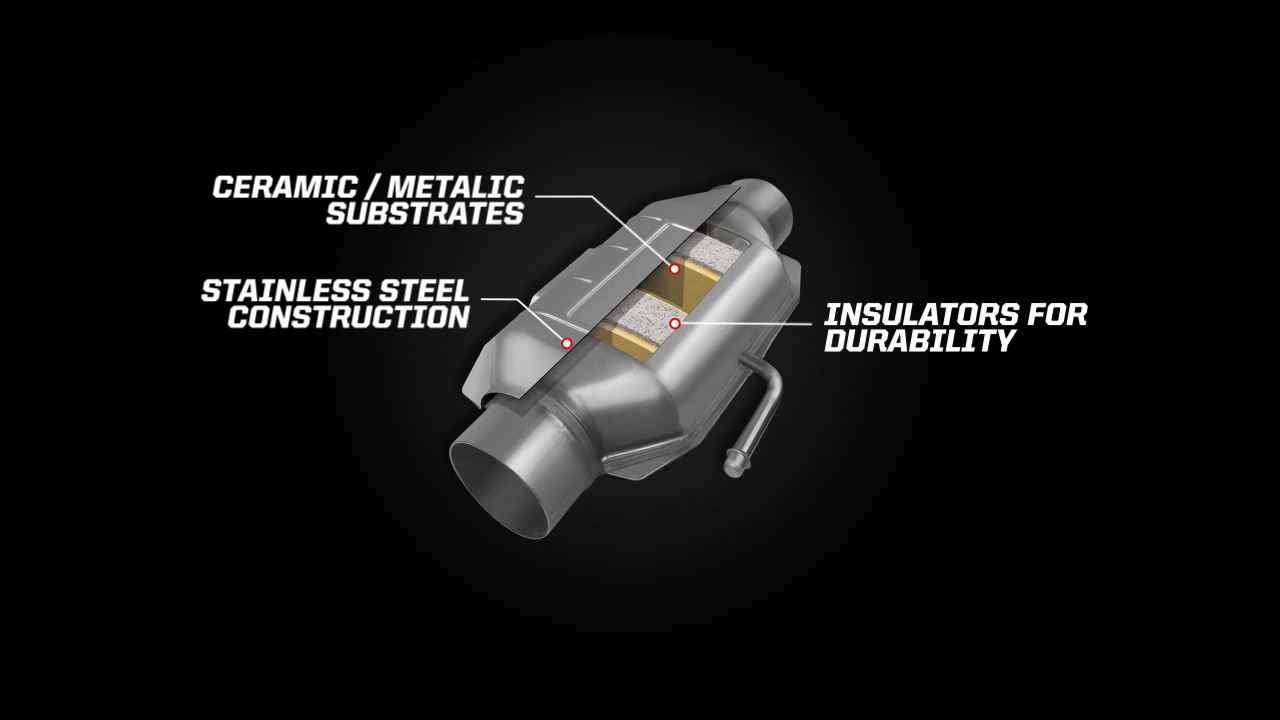 CERAMIC / METALIC
SUBSTRATES
STAINLESS STEEL
CONSTRUCTION
INSULATORS FOR
DURABILITY